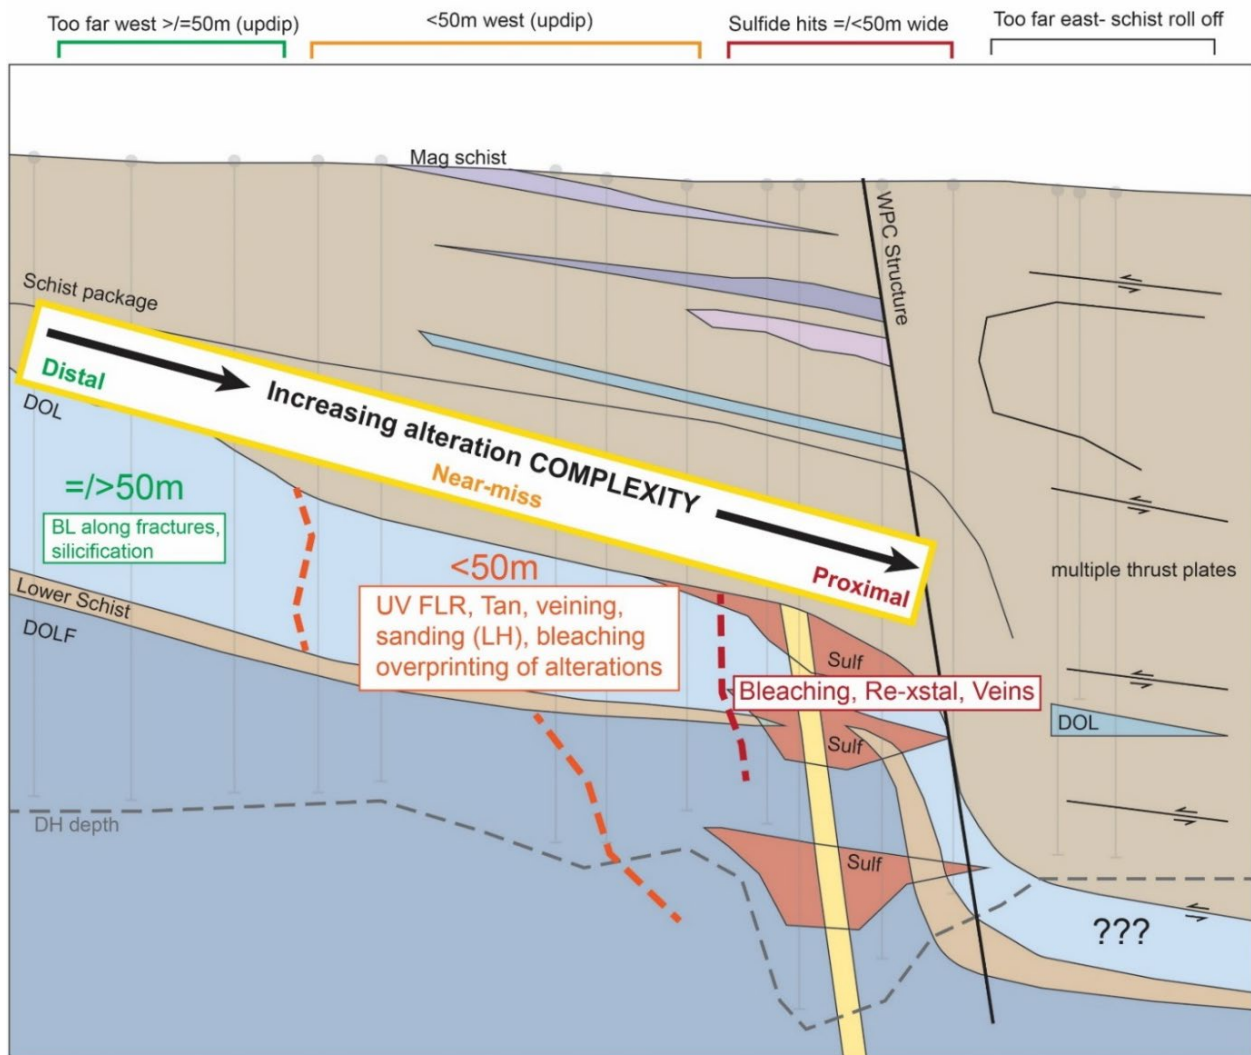 Too far west >/=50m (updip)
<50m west (updip)
Sulfide hits =/<50m wide
Too far east- schist roll off
Mag schist
WPC Structure
Schist package
Distal
Increasing alteration COMPLEXITY
Near-miss
Proximal
DOL
=/>50m
BL along fractures,
silicification
<50m
UV FLR, Tan, veining,
sanding (LH), bleaching
overprinting of alterations
multiple thrust plates
Lower Schist
DOLF
Sulf
Bleaching, Re-xstal, Veins
Sulf
DOL
DH depth
Sulf
???